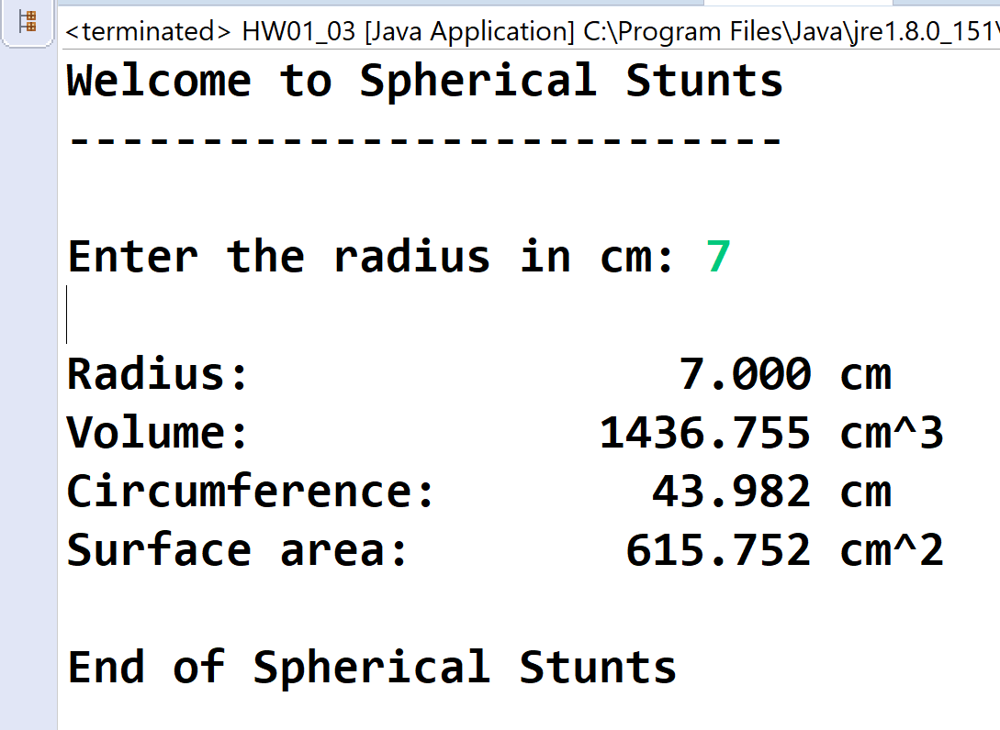 <terminated> HW01_03 [Java Application] C:\Program Files\Java\jre1.8.0_151\
Welcome to Spherical Stunts
---------------------------
Enter the radius in cm: 7
Radius: 7.000 cm
Volume: 1436.755 cm^3
Circumference: 43.982 cm
Surface area: 615.752 cm^2
End of Spherical Stunts